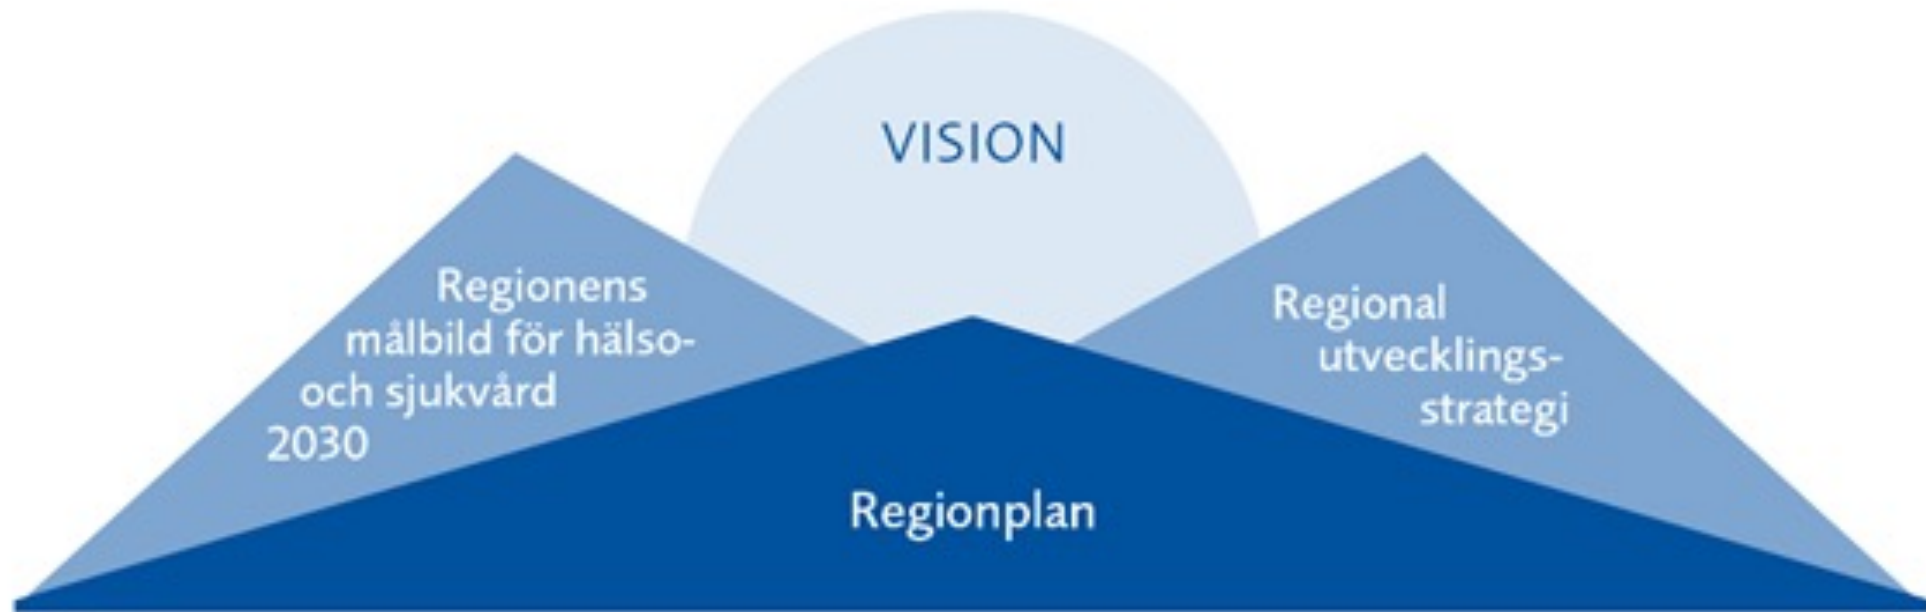 VISION
Regionens
målbild för hälso-
och sjukvård
2030
Regional
utvecklings-
strategi
Regionplan